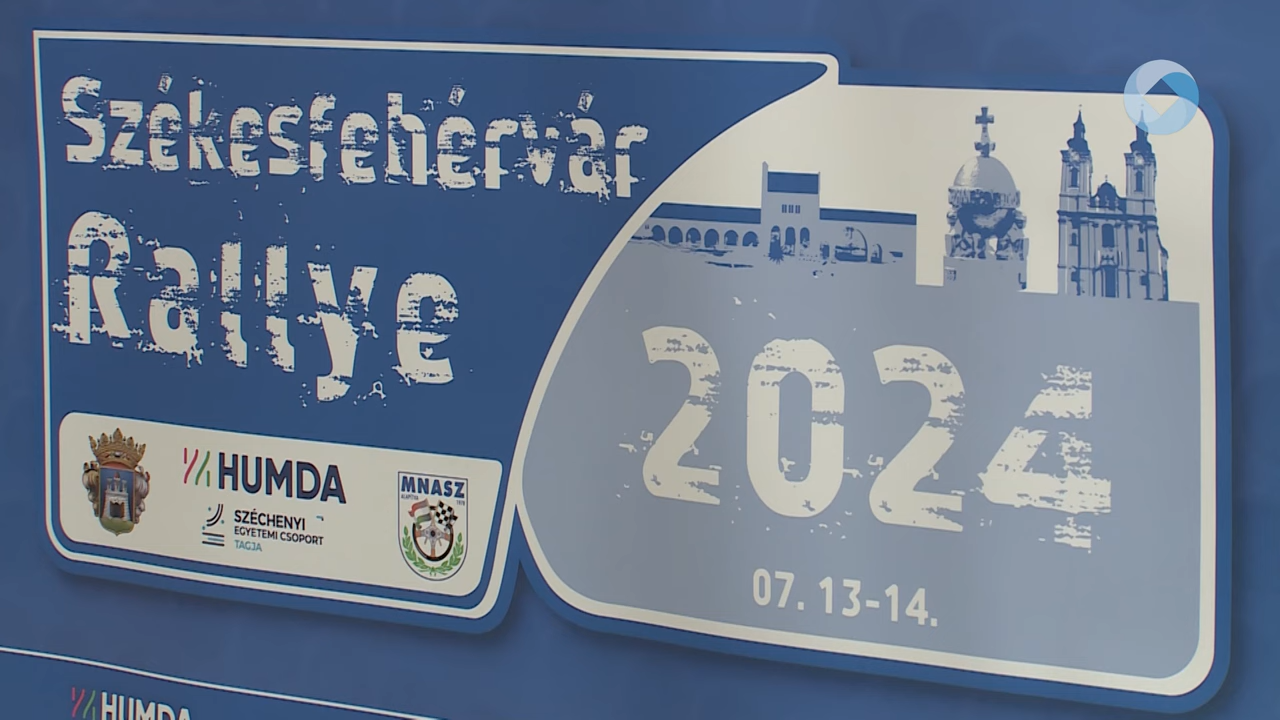 Székesfehérvár
Rallye
2024
07. 13-14.
HUMDA
SZÉCHENYI
EGYETEMI CSOPORT
TAGJA
MNASZ
HUMDA